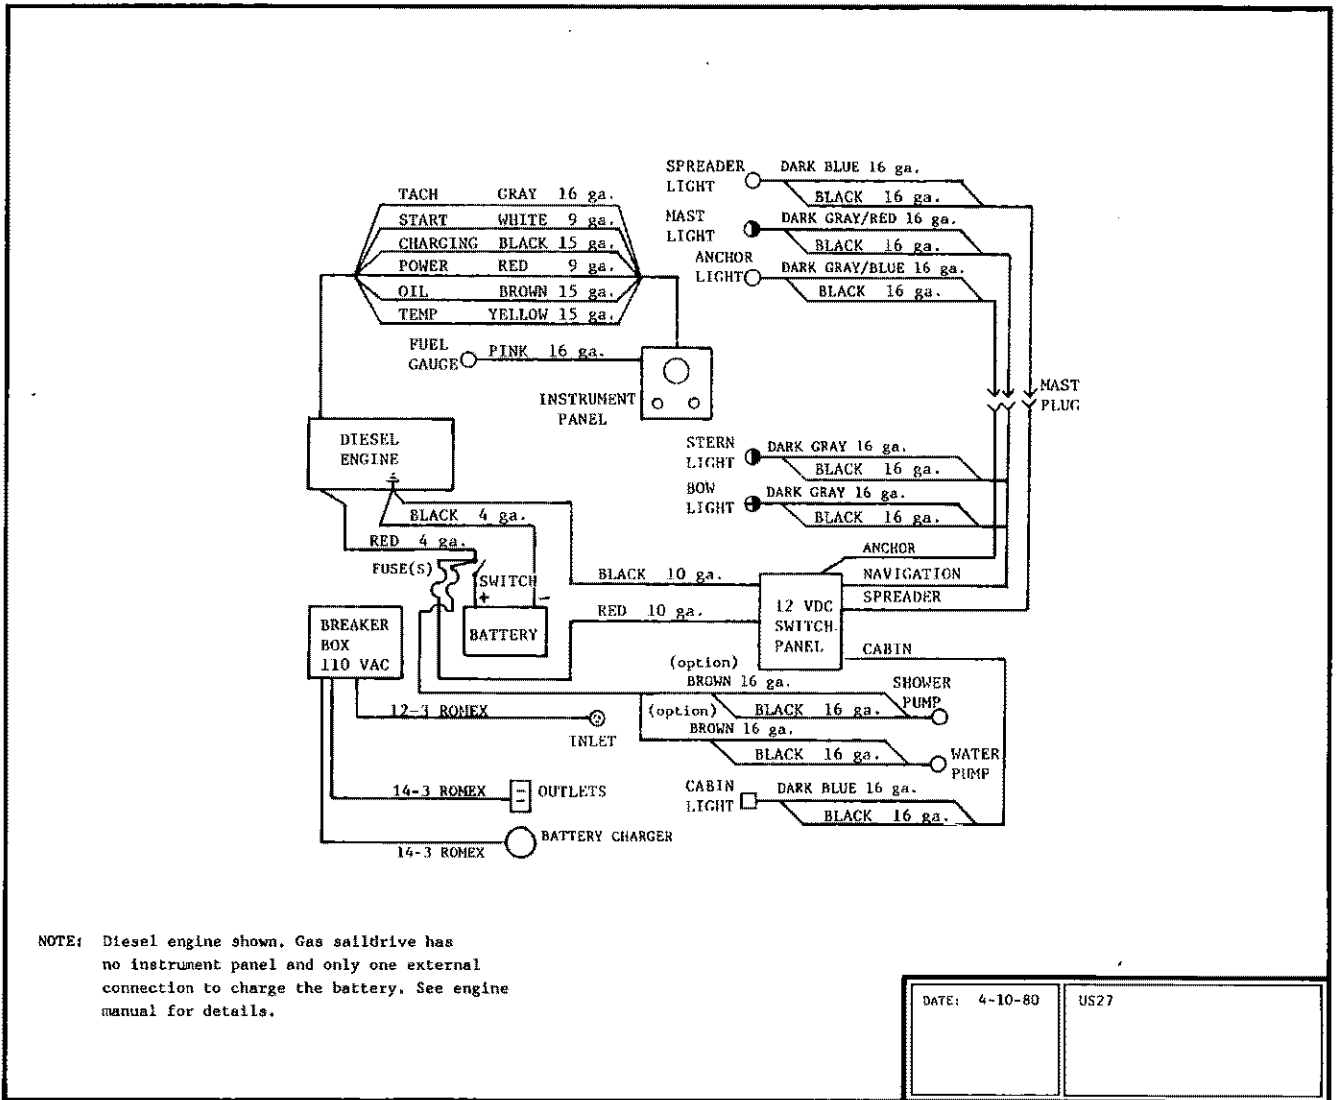 SPREADER LIGHT
DARK BLUE 16 ga.
BLACK 16 ga.
MAST LIGHT
DARK GRAY/RED 16 ga.
BLACK 16 ga.
ANCHOR LIGHT
DARK GRAY/BLUE 16 ga.
BLACK 16 ga.
TACH GRAY 16 ga.
START WHITE 9 ga.
CHARGING BLACK 15 ga.
POWER RED 9 ga.
OIL BROWN 15 ga.
TEMP YELLOW 15 ga.
FUEL GAUGE
PINK 16 ga.
INSTRUMENT PANEL
MAST PLUG
DIESEL ENGINE
STERN LIGHT
DARK GRAY 16 ga.
BLACK 16 ga.
BOW LIGHT
DARK GRAY 16 ga.
BLACK 16 ga.
BLACK 4 ga.
RED 4 ga.
FUSE(S)
SWITCH
+ -
BATTERY
BLACK 10 ga.
RED 10 ga.
12 VDC
SWITCH
PANEL
ANCHOR
NAVIGATION
SPREADER
CABIN
BREAKER
BOX
110 VAC
(option)
BROWN 16 ga.
BLACK 16 ga.
SHOWER PUMP
(option)
BROWN 16 ga.
BLACK 16 ga.
WATER PUMP
12-3 ROMEX
INLET
14-3 ROMEX
OUTLETS
CABIN LIGHT
DARK BLUE 16 ga.
BLACK 16 ga.
14-3 ROMEX
BATTERY CHARGER
NOTE: Diesel engine shown. Gas saildrive has
no instrument panel and only one external
connection to charge the battery. See engine
manual for details.
DATE: 4-10-80
US27